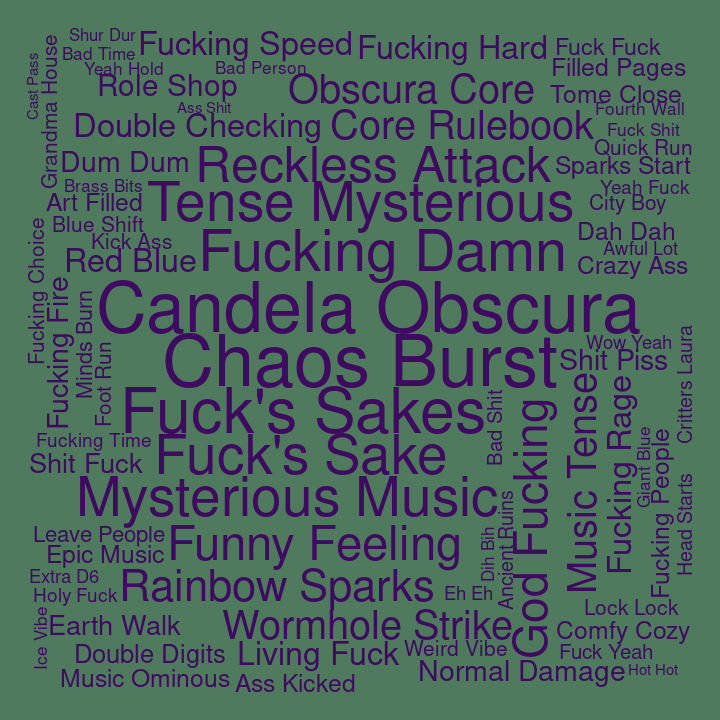 Shur Dur
Fucking Speed
Fucking Hard
Fuck Fuck
Bad Time
Cast Pass
Grandma House
Yeah Hold
Bad Person
Filled Pages
Role Shop
Obscura Core
Tome Close
Ass Shit
Fourth Wall
Double Checking
Core Rulebook
Fuck Shit
Quick Run
Dum Dum
Reckless Attack
Sparks Start
Brass Bits
Yeah Fuck
Art Filled
Tense Mysterious
City Boy
Blue Shift
Dah Dah
Kick Ass
Fucking Damn
Awful Lot
Red Blue
Crazy Ass
Fucking Choice
Fucking Fire
Minds Burn
Candela Obscura
Foot Run
Chaos Burst
Wow Yeah
Shit Piss
Critters Laura
Fuck's Sakes
Bad Shit
God Fucking
Music Tense
Fucking Rage
Fucking Time
Fuck's Sake
Giant Blue
Fucking People
Shit Fuck
Head Starts
Mysterious Music
Ancient Ruins
Leave People
Funny Feeling
Dih Bih
Epic Music
Extra D6
Rainbow Sparks
Eh Eh
Holy Fuck
Lock Lock
Ice Vibe
Earth Walk
Wormhole Strike
Comfy Cozy
Double Digits
Living Fuck
Weird Vibe
Fuck Yeah
Music Ominous
Ass Kicked
Normal Damage
Hot Hot